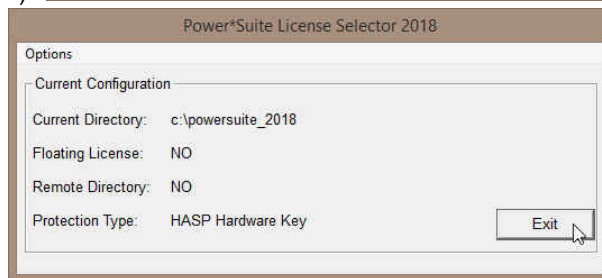 Power*Suite License Selector 2018
Options
Current Configuration
Current Directory: c:\powersuite_2018
Floating License: NO
Remote Directory: NO
Protection Type: HASP Hardware Key
Exit